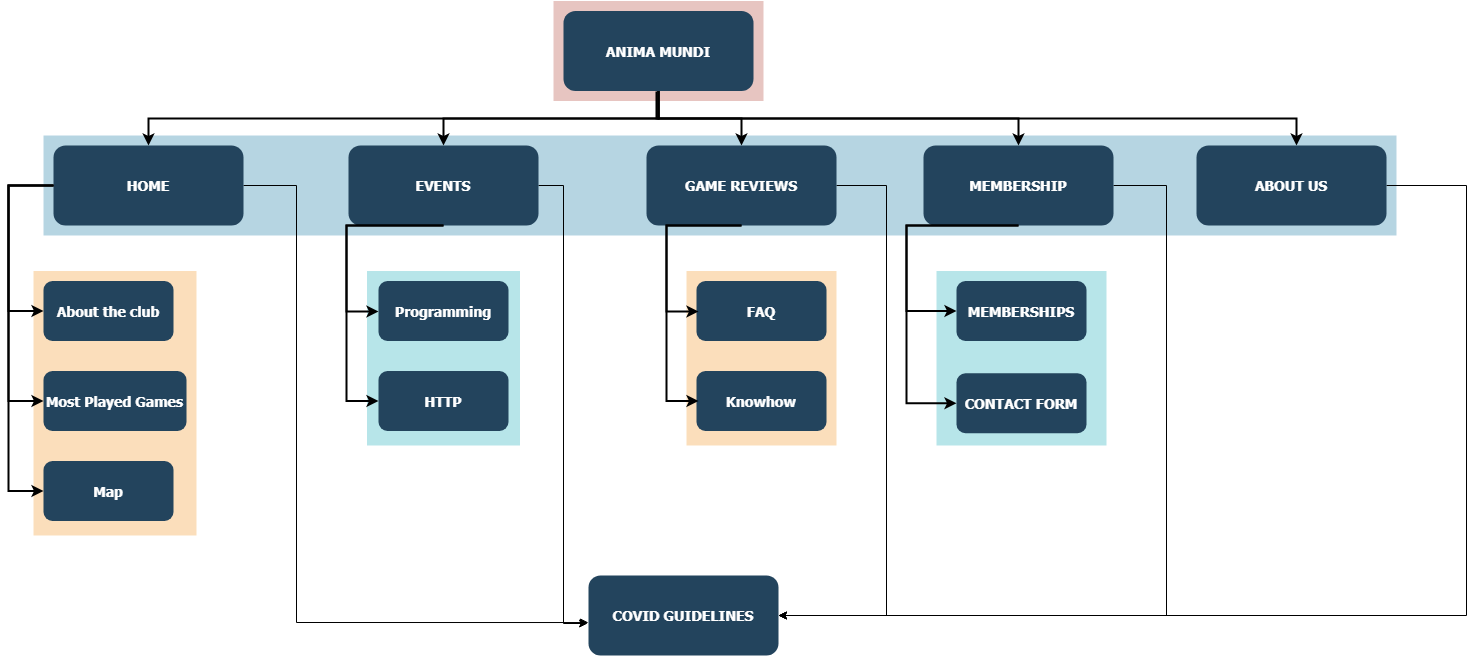 ANIMA MUNDI
HOME
EVENTS
GAME REVIEWS
MEMBERSHIP
ABOUT US
About the club
Programming
FAQ
MEMBERSHIPS
Most Played Games
HTTP
Knowhow
CONTACT FORM
Map
COVID GUIDELINES